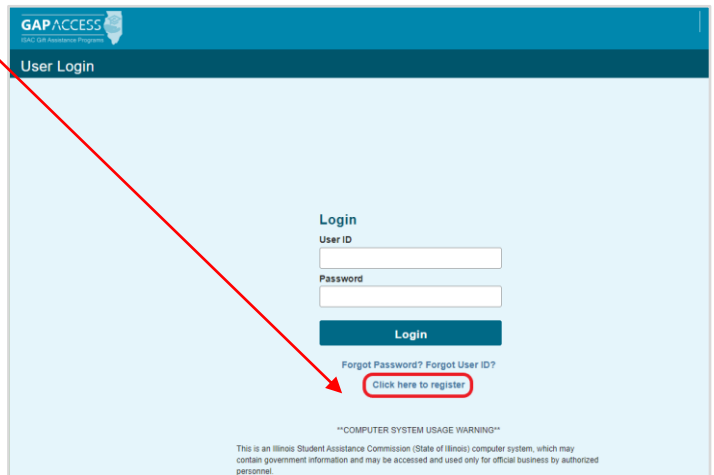 GAPACCESS
ISAC Gift Assistance Programs
User Login
Login
User ID
Password
Login
Forgot Password? Forgot User ID?
Click here to register
**COMPUTER SYSTEM USAGE WARNING**
This is an Illinois Student Assistance Commission (State of Illinois) computer system, which may
contain government information and may be accessed and used only for official business by authorized
personnel.